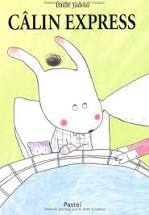 émile jadoul
CÂLIN EXPRESS
Pastel